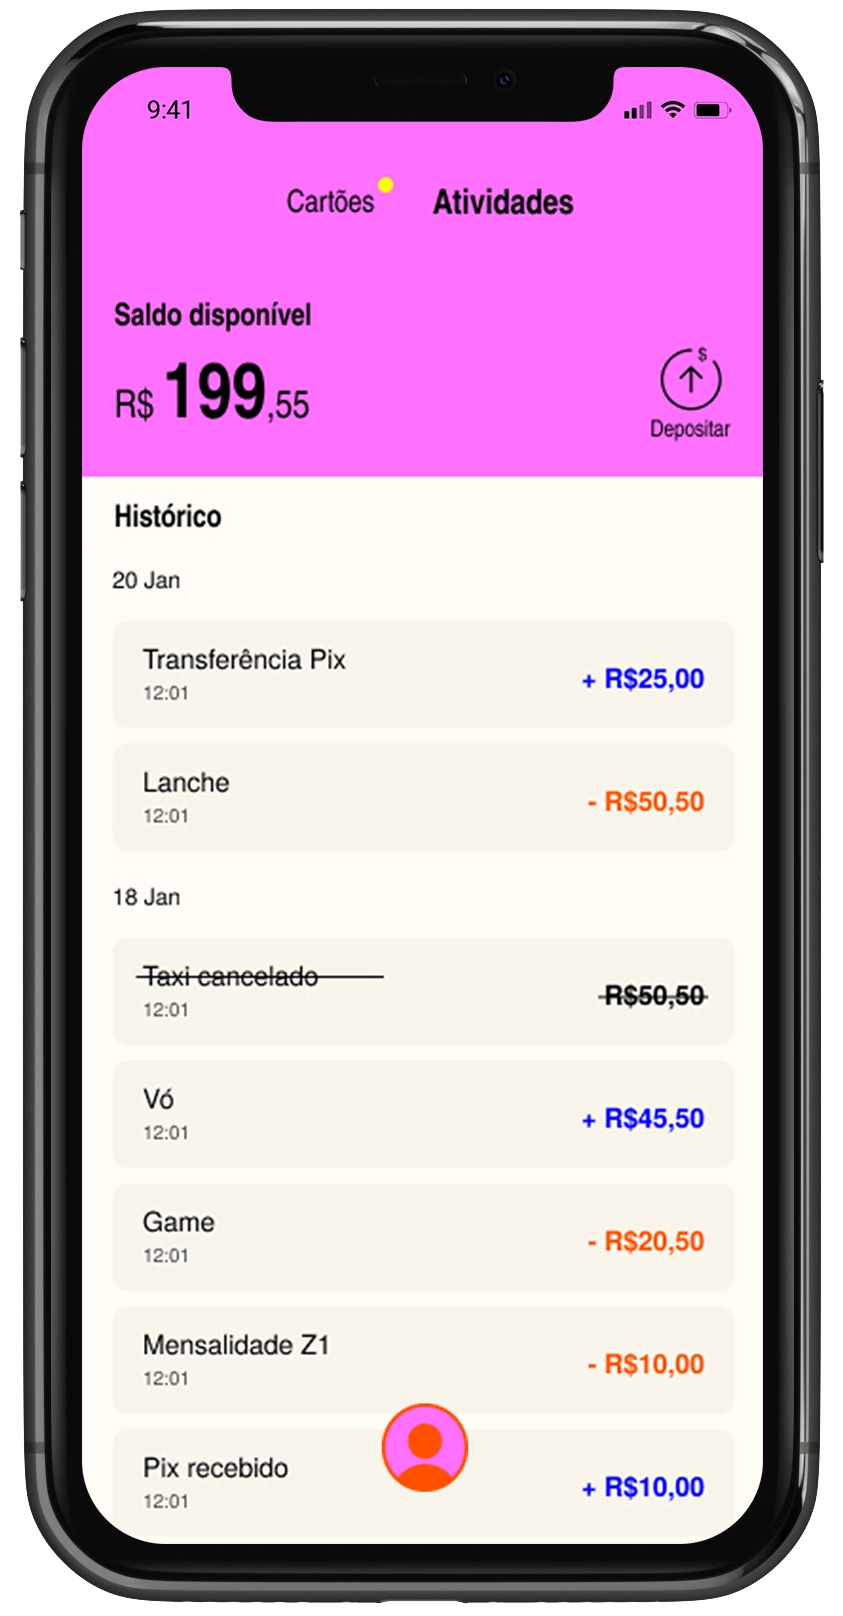 9:41
Cartões Atividades
Saldo disponível
R$ 199,55
$
Depositar
Histórico
20 Jan
Transferência Pix
12:01
+ R$25,00
Lanche
12:01
- R$50,50
18 Jan
Taxi cancelado
12:01
R$50,50
Vó
12:01
+ R$45,50
Game
12:01
- R$20,50
Mensalidade Z1
12:01
- R$10,00
Pix recebido
12:01
+ R$10,00